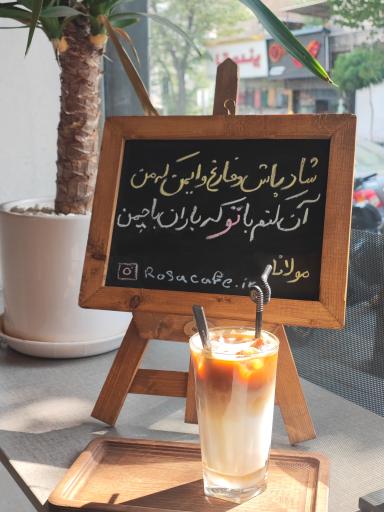 شاد باش و فارغ و ایمن که من
آن کنم با تو که باران با چمن
مولانا
Rosacafe.ir